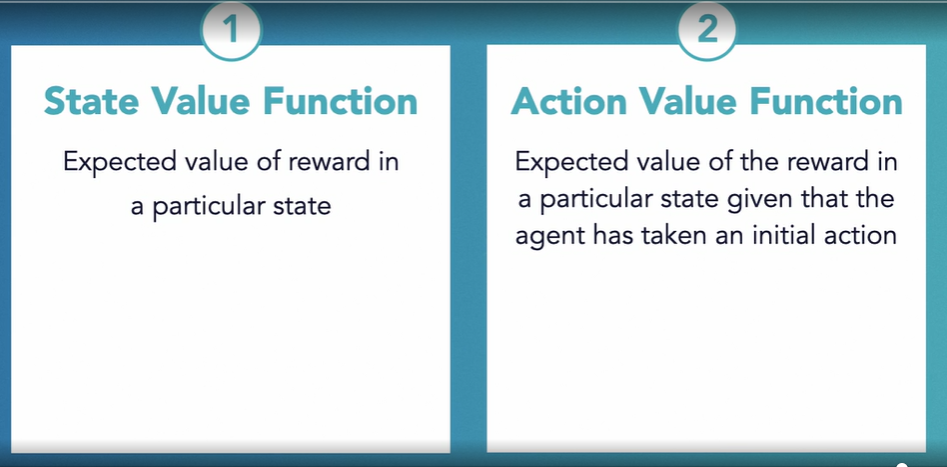 1
State Value Function
Expected value of reward in
a particular state
2
Action Value Function
Expected value of the reward in
a particular state given that the
agent has taken an initial action